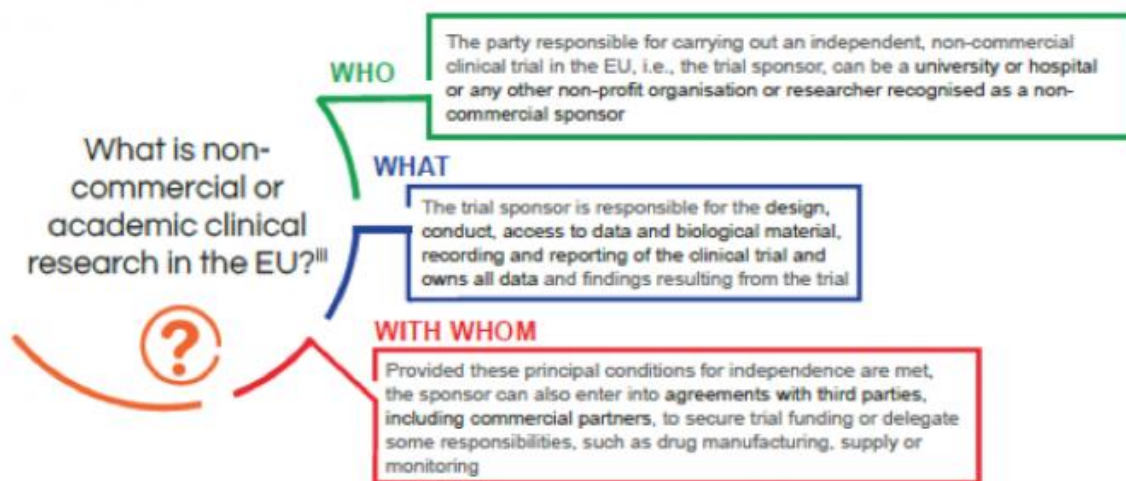 What is non-
commercial or
academic clinical
research in the EU?iii
?
WHO
The party responsible for carrying out an independent, non-commercial
clinical trial in the EU, i.e., the trial sponsor, can be a university or hospital
or any other non-profit organisation or researcher recognised as a non-
commercial sponsor
WHAT
The trial sponsor is responsible for the design,
conduct, access to data and biological material,
recording and reporting of the clinical trial and
owns all data and findings resulting from the trial
WITH WHOM
Provided these principal conditions for independence are met,
the sponsor can also enter into agreements with third parties,
including commercial partners, to secure trial funding or delegate
some responsibilities, such as drug manufacturing, supply or
monitoring